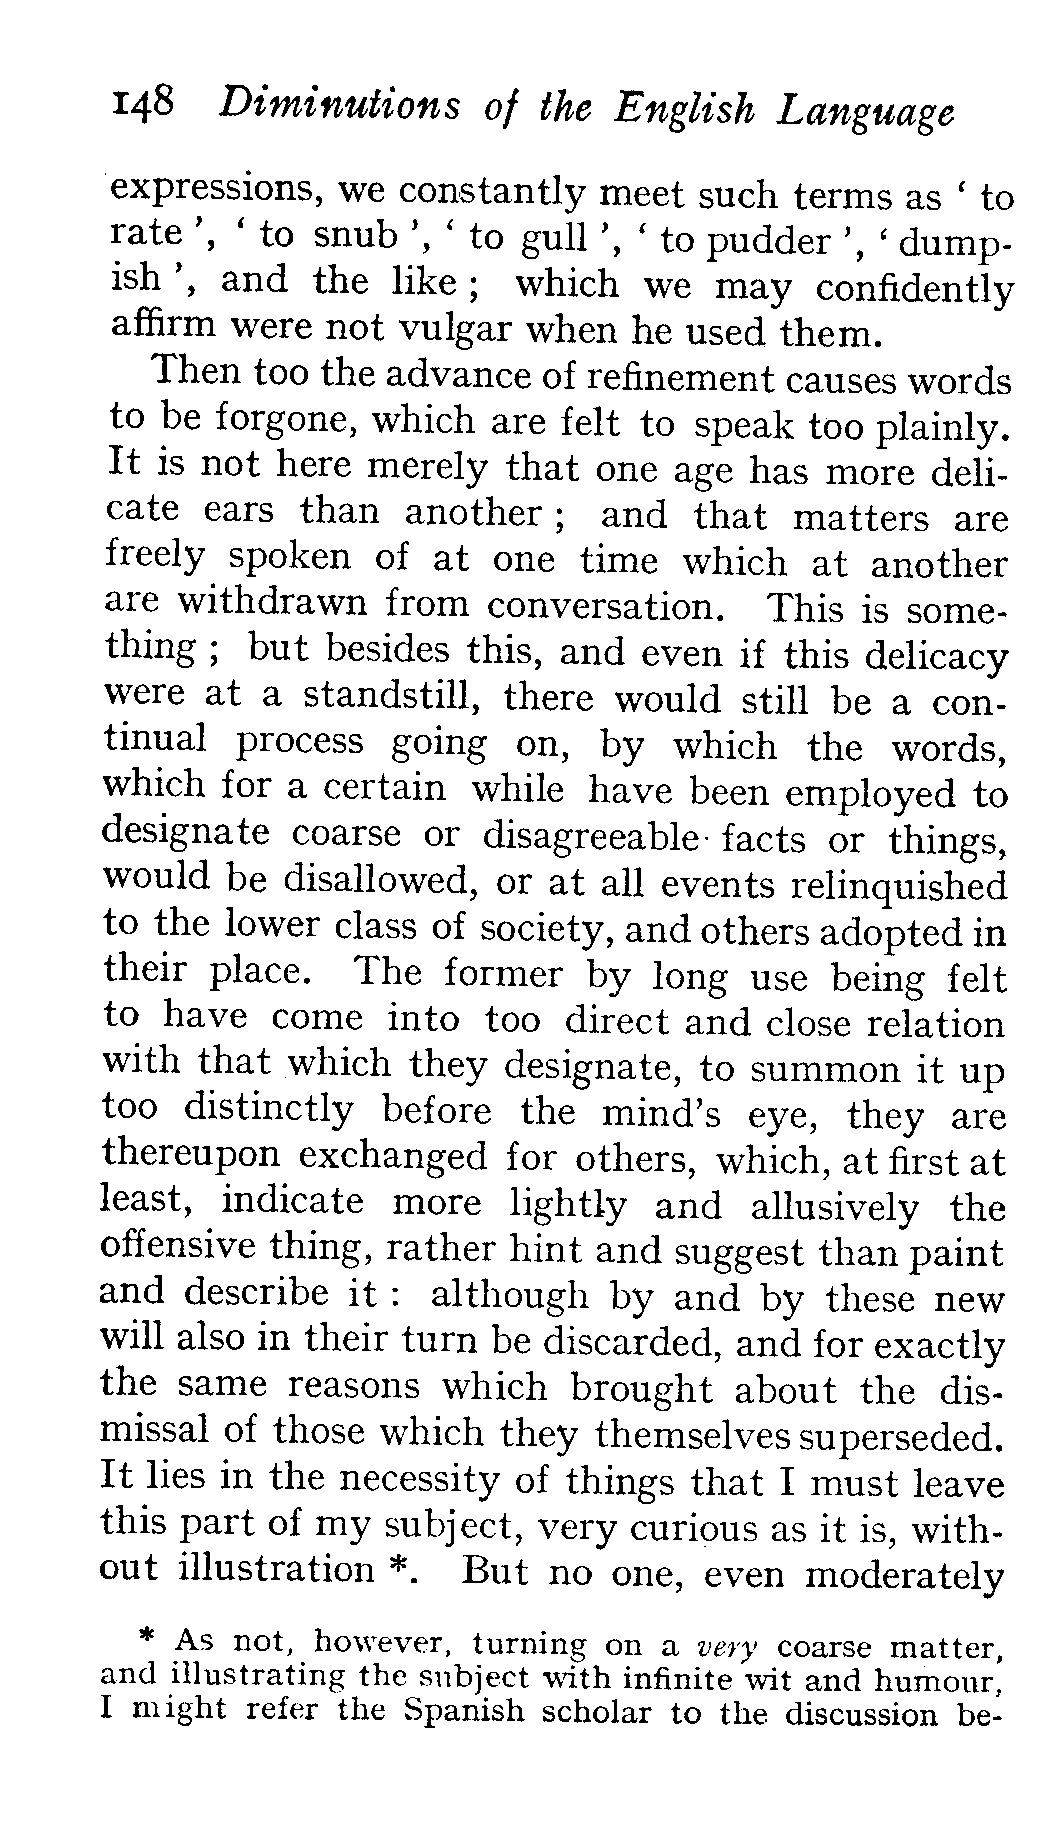 148 Diminutions of the English Language
expressions, we constantly meet such terms as ‘ to
rate ’, ‘ to snub ’, ‘ to gull ’, ‘ to pudder ’, ‘ dump-
ish ’, and the like ; which we may confidently
affirm were not vulgar when he used them.
Then too the advance of refinement causes words
to be forgone, which are felt to speak too plainly.
It is not here merely that one age has more deli-
cate ears than another ; and that matters are
freely spoken of at one time which at another
are withdrawn from conversation. This is some-
thing ; but besides this, and even if this delicacy
were at a standstill, there would still be a con-
tinual process going on, by which the words,
which for a certain while have been employed to
designate coarse or disagreeable facts or things,
would be disallowed, or at all events relinquished
to the lower class of society, and others adopted in
their place. The former by long use being felt
to have come into too direct and close relation
with that which they designate, to summon it up
too distinctly before the mind’s eye, they are
thereupon exchanged for others, which, at first at
least, indicate more lightly and allusively the
offensive thing, rather hint and suggest than paint
and describe it : although by and by these new
will also in their turn be discarded, and for exactly
the same reasons which brought about the dis-
missal of those which they themselves superseded.
It lies in the necessity of things that I must leave
this part of my subject, very curious as it is, with-
out illustration *. But no one, even moderately
* As not, however, turning on a very coarse matter,
and illustrating the subject with infinite wit and humour,
I might refer the Spanish scholar to the discussion be-